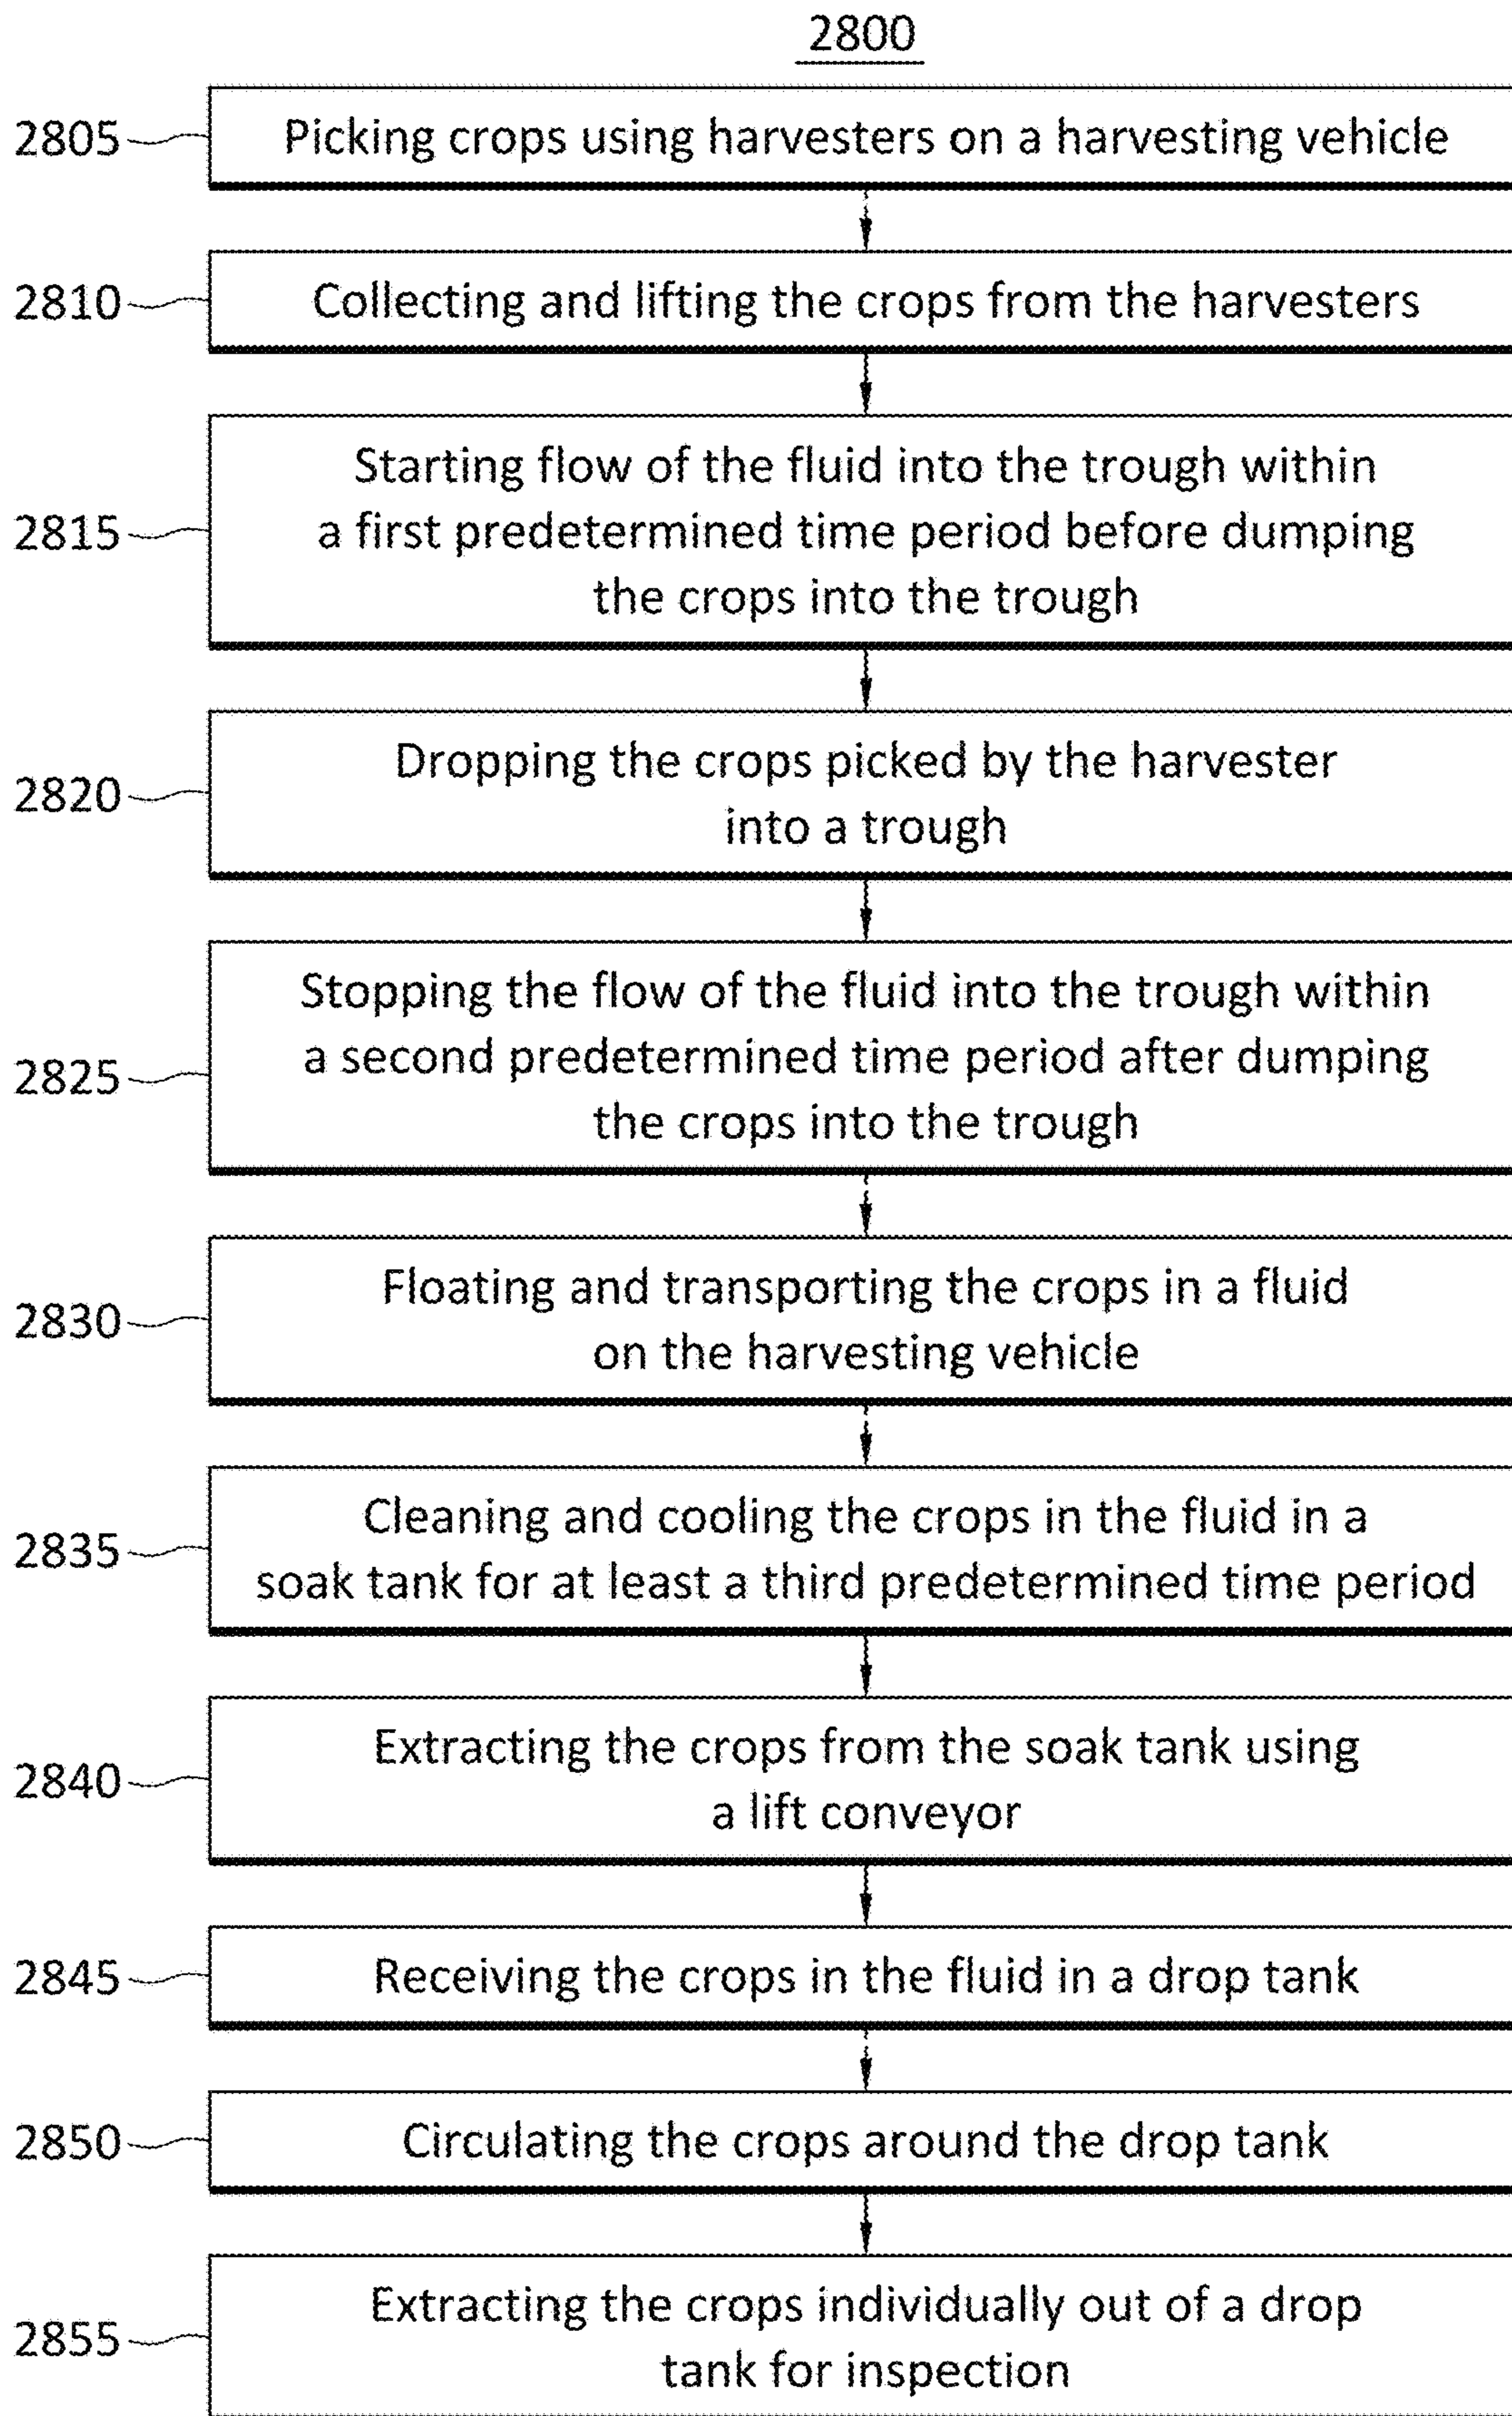 2800
2805
Picking crops using harvesters on a harvesting vehicle
2810
Collecting and lifting the crops from the harvesters
2815
Starting flow of the fluid into the trough within
a first predetermined time period before dumping
the crops into the trough
2820
Dropping the crops picked by the harvester
into a trough
2825
Stopping the flow of the fluid into the trough within
a second predetermined time period after dumping
the crops into the trough
2830
Floating and transporting the crops in a fluid
on the harvesting vehicle
2835
Cleaning and cooling the crops in the fluid in a
soak tank for at least a third predetermined time period
2840
Extracting the crops from the soak tank using
a lift conveyor
2845
Receiving the crops in the fluid in a drop tank
2850
Circulating the crops around the drop tank
2855
Extracting the crops individually out of a drop
tank for inspection